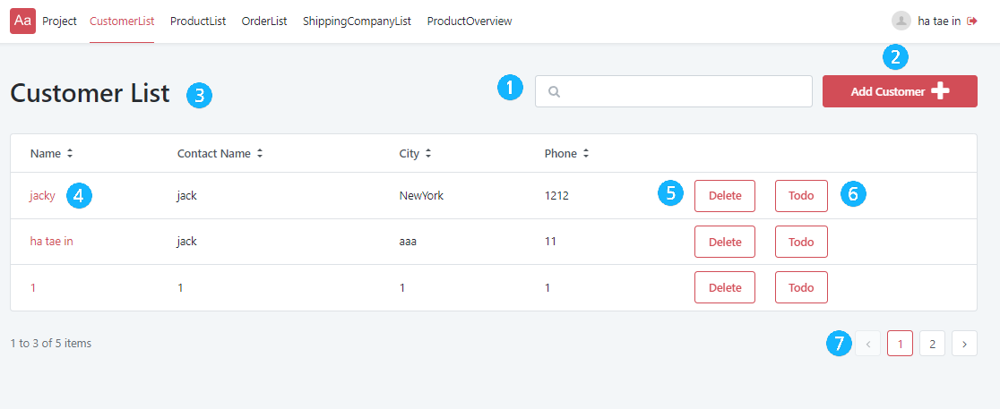 Aa Project CustomerList ProductList OrderList ShippingCompanyList ProductOverview ha tae in
2
Customer List 3 1 Add Customer
Name Contact Name City Phone
jacky 4 jack NewYork 1212 5 Delete Todo 6
ha tae in jack aaa 11 Delete Todo
1 1 1 1 Delete Todo
1 to 3 of 5 items 7 < 1 2 >